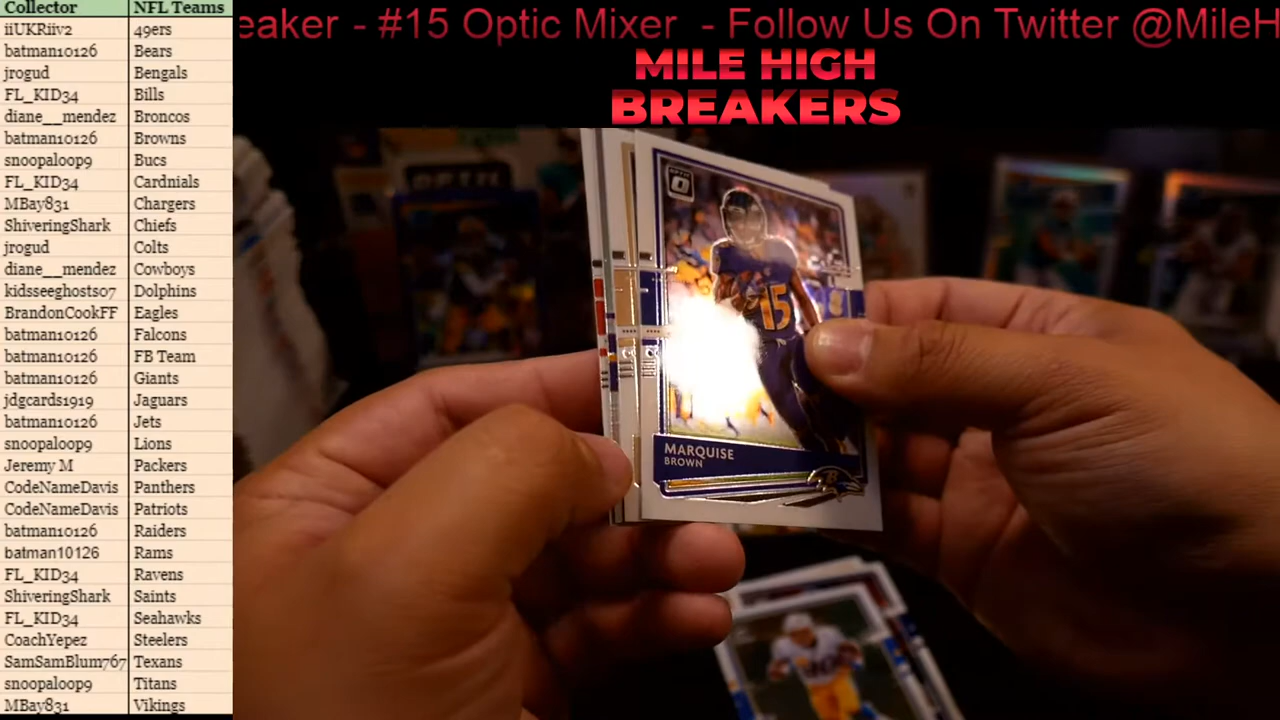 Collector NFL Teams
iiUKRiiv2 49ers
batman10126 Bears
jrogud Bengals
FL_KID34 Bills
diane__mendez Broncos
batman10126 Browns
snoopaloop9 Bucs
FL_KID34 Cardnials
MBay831 Chargers
ShiveringShark Chiefs
jrogud Colts
diane__mendez Cowboys
kidsseeghosts07 Dolphins
BrandonCookFF Eagles
batman10126 Falcons
batman10126 FB Team
batman10126 Giants
jdgcards1919 Jaguars
batman10126 Jets
snoopaloop9 Lions
Jeremy M Packers
CodeNameDavis Panthers
CodeNameDavis Patriots
batman10126 Raiders
batman10126 Rams
FL_KID34 Ravens
ShiveringShark Saints
FL_KID34 Seahawks
CoachYepez Steelers
SamSamBlum767 Texans
snoopaloop9 Titans
MBay831 Vikings
eaker - #15 Optic Mixer - Follow Us On Twitter @MileH
MILE HIGH
BREAKERS
15
MARQUISE
BROWN